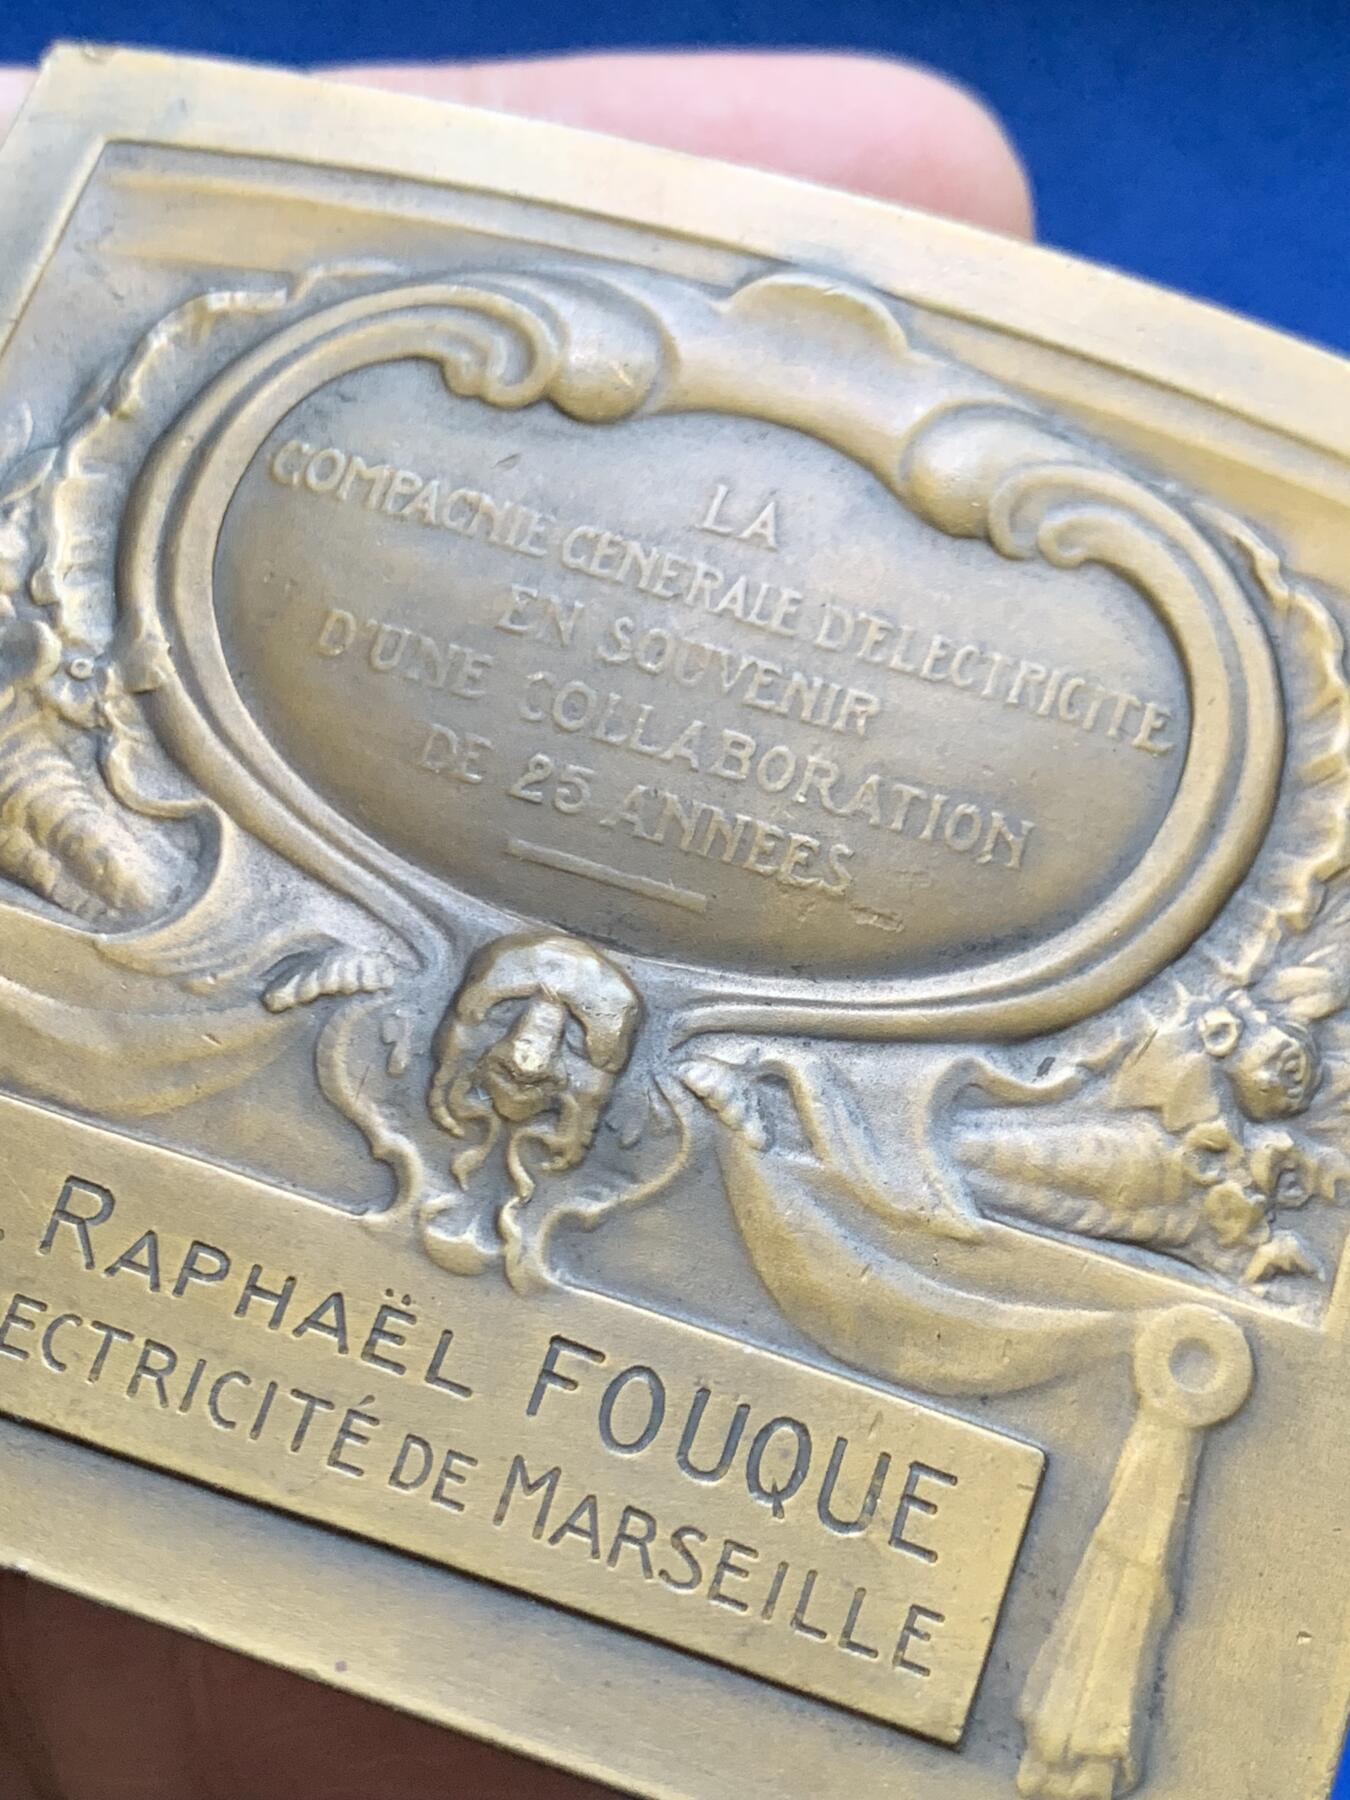 LA
COMPAGNIE GENERALE D'ELECTRICITE
EN SOUVENIR
D'UNE COLLABORATION
DE 25 ANNEES
. RAPHAËL FOUQUE
ECTRICITÉ DE MARSEILLE